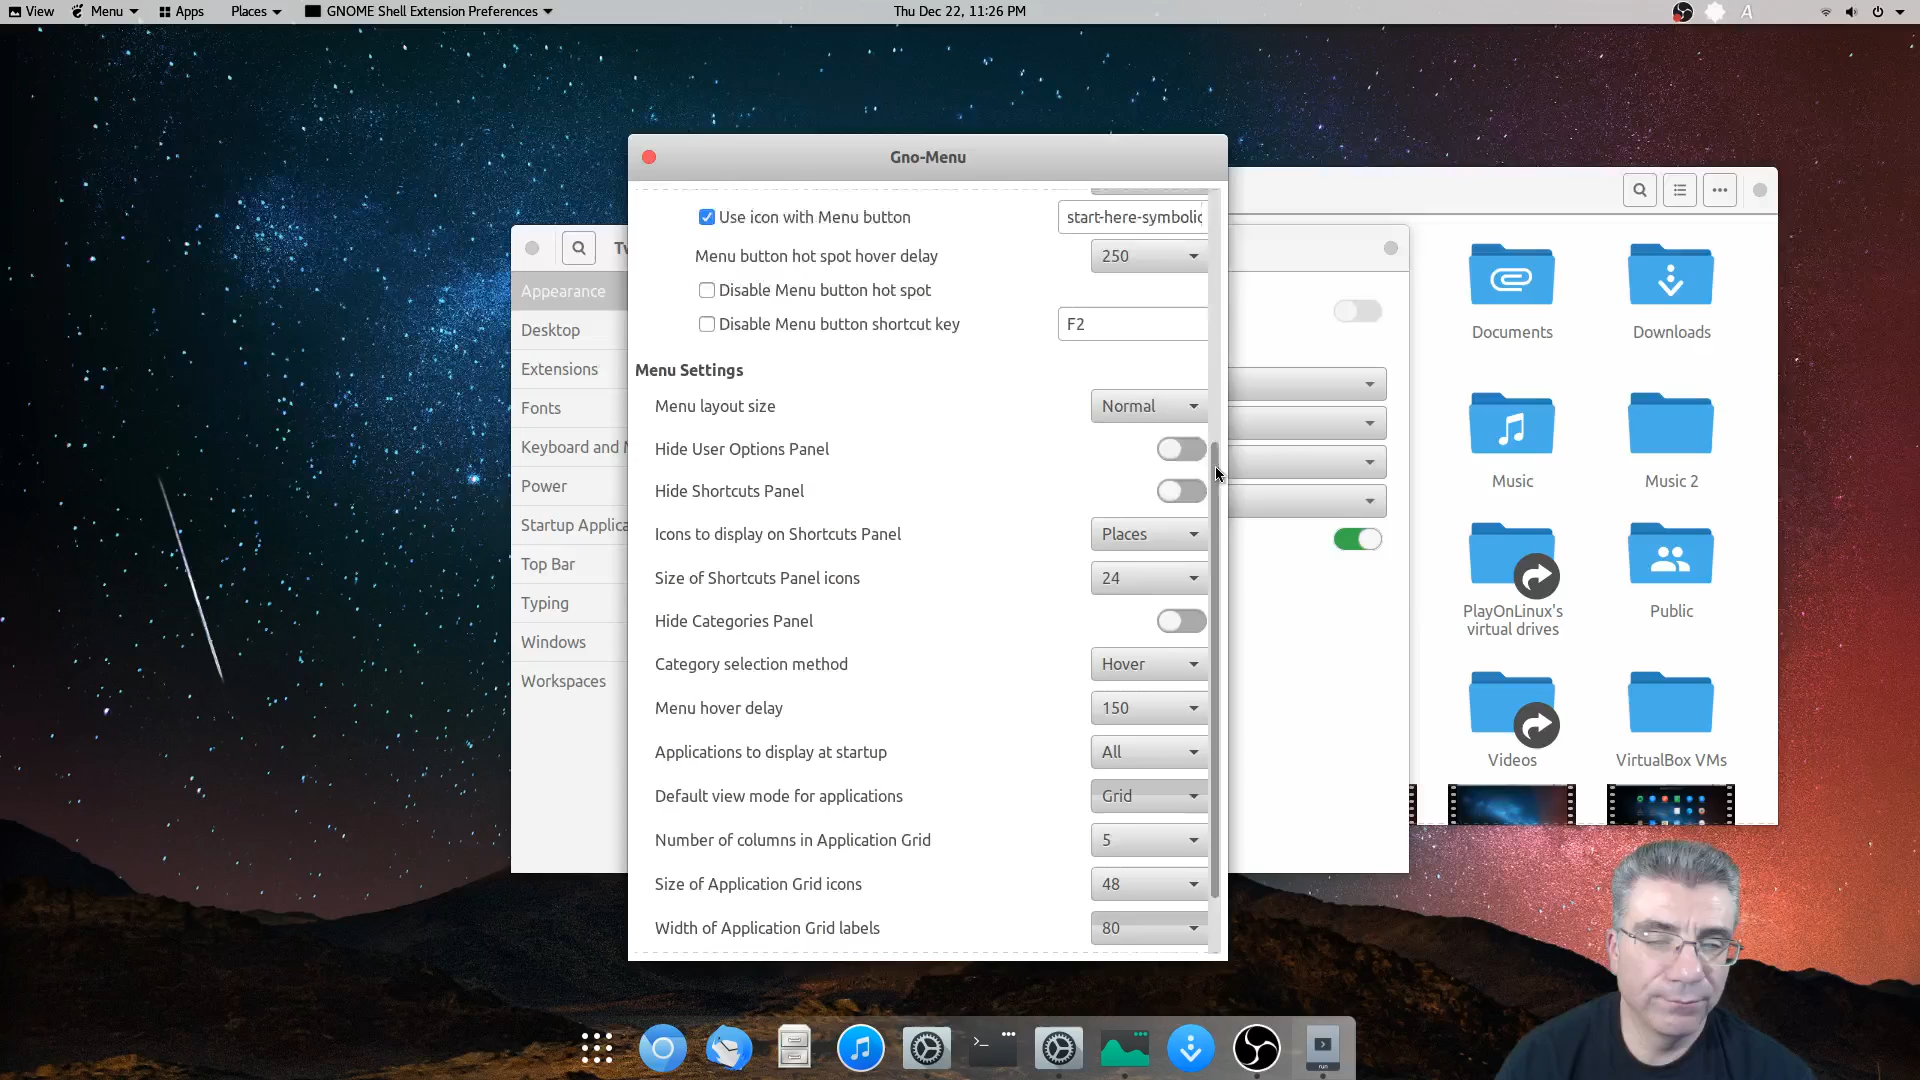 View Menu Apps Places GNOME Shell Extension Preferences Thu Dec 22, 11:26 PM
Gno-Menu
Use icon with Menu button start-here-symbolic
Menu button hot spot hover delay 250
Disable Menu button hot spot
Disable Menu button shortcut key F2
Menu Settings
Menu layout size Normal
Hide User Options Panel
Hide Shortcuts Panel
Icons to display on Shortcuts Panel Places
Size of Shortcuts Panel icons 24
Hide Categories Panel
Category selection method Hover
Menu hover delay 150
Applications to display at startup All
Default view mode for applications Grid
Number of columns in Application Grid 5
Size of Application Grid icons 48
Width of Application Grid labels 80
Appearance
Desktop
Extensions
Fonts
Keyboard and
Power
Startup Applica
Top Bar
Typing
Windows
Workspaces
Documents Downloads
Music Music 2
PlayOnLinux's
virtual drives
Public
Videos VirtualBox VMs
run